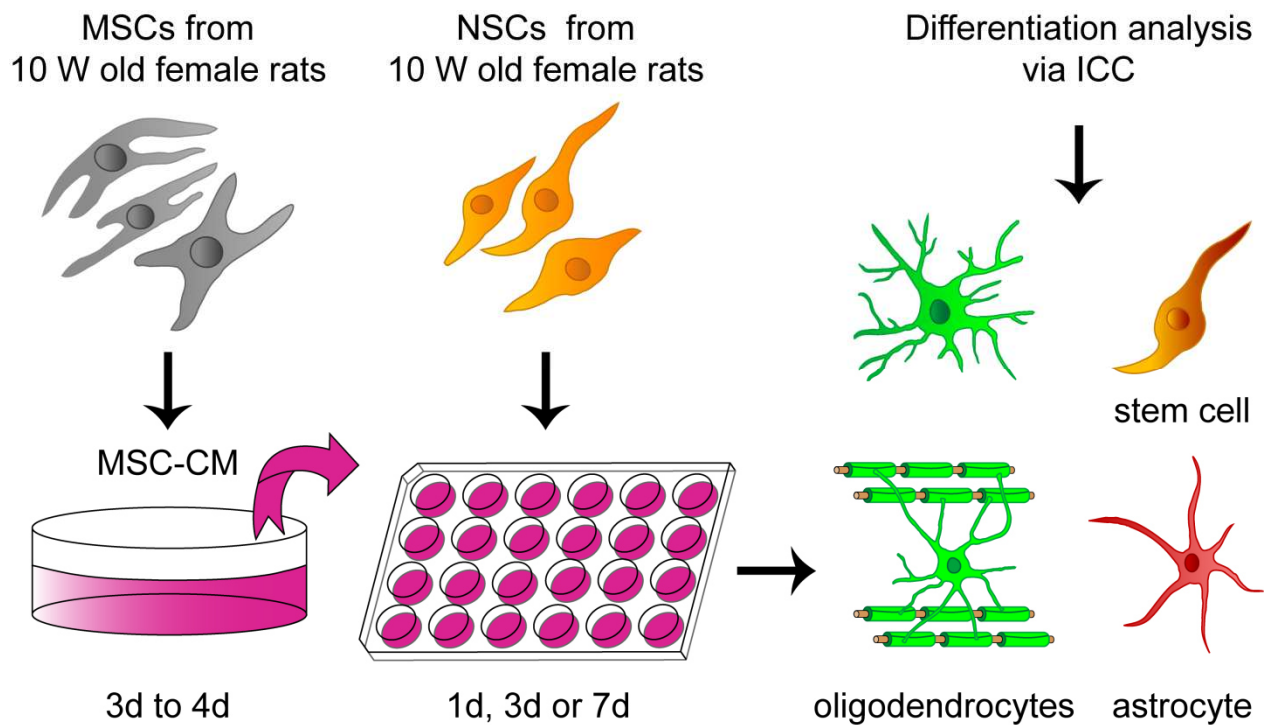 MSCs from
10 W old female rats
NSCs from
10 W old female rats
Differentiation analysis
via ICC
MSC-CM
stem cell
3d to 4d
1d, 3d or 7d
oligodendrocytes
astrocyte